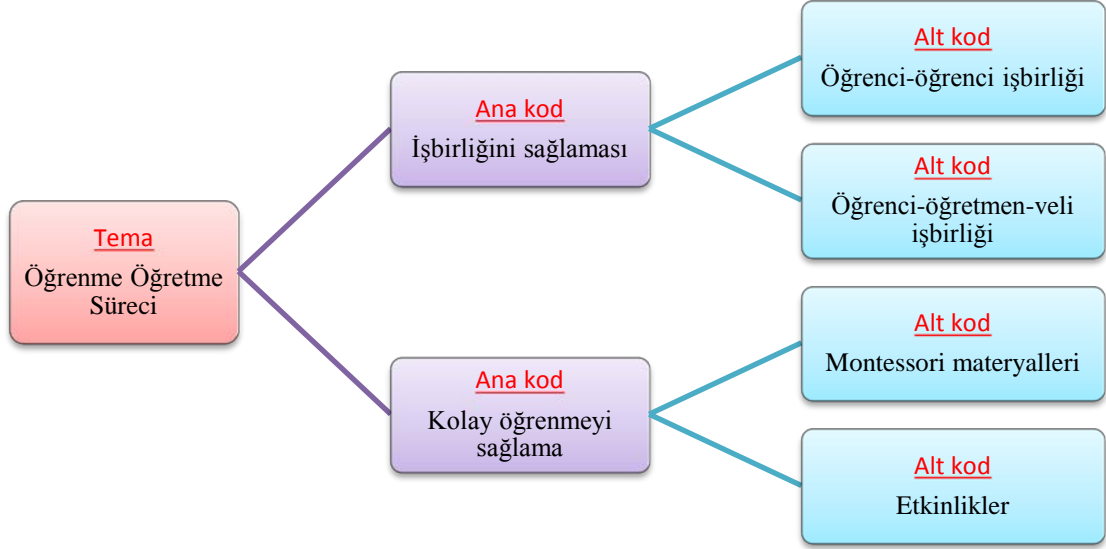 Tema
Öğrenme Öğretme
Süreci
Ana kod
İşbirliğini sağlaması
Alt kod
Öğrenci-öğrenci işbirliği
Alt kod
Öğrenci-öğretmen-veli
işbirliği
Ana kod
Kolay öğrenmeyi
sağlama
Alt kod
Montessori materyalleri
Alt kod
Etkinlikler